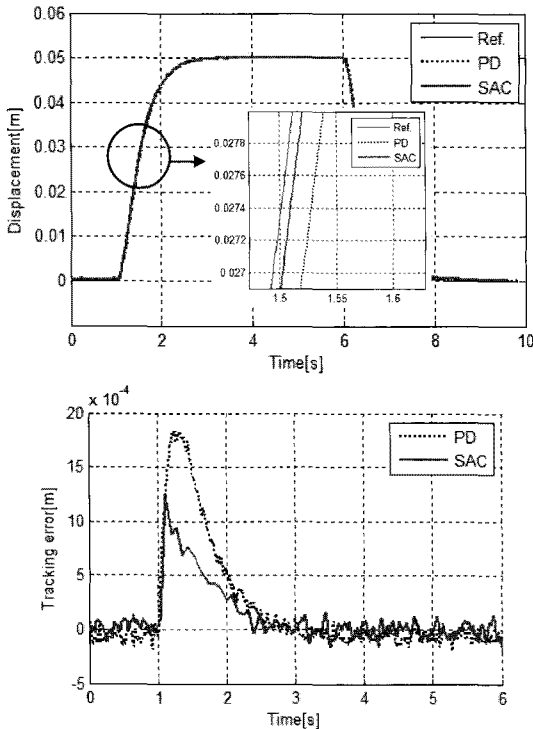 0.06
0.05
0.04
0.03
0.02
0.01
0
Displacement[m]
Ref.
PD
SAC
0.0278
0.0276
0.0274
0.0272
0.027
Ref.
PD
SAC
1.5
1.55
1.6
0
2
4
6
8
10
Time[s]
x 10⁻⁴
20
15
10
5
0
-5
Tracking error[m]
PD
SAC
0
1
2
3
4
5
6
Time[s]